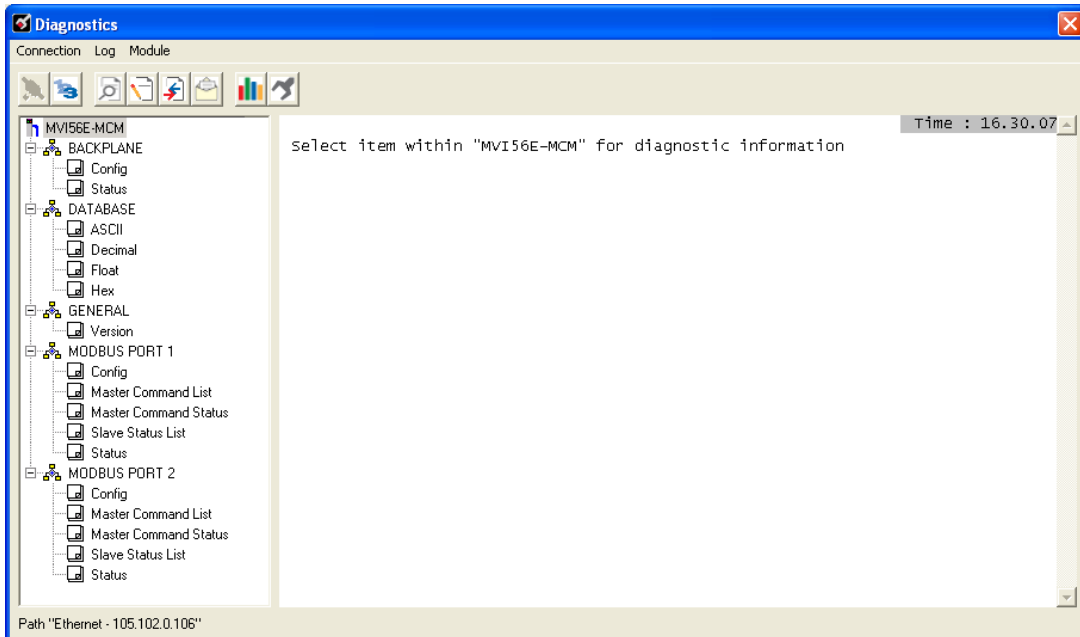 Diagnostics
Connection Log Module
MVI56E-MCM
BACKPLANE
Config
Status
DATABASE
ASCII
Decimal
Float
Hex
GENERAL
Version
MODBUS PORT 1
Config
Master Command List
Master Command Status
Slave Status List
Status
MODBUS PORT 2
Config
Master Command List
Master Command Status
Slave Status List
Status
Time : 16.30.07
Select item within "MVI56E-MCM" for diagnostic information
Path "Ethernet - 105.102.0.106"